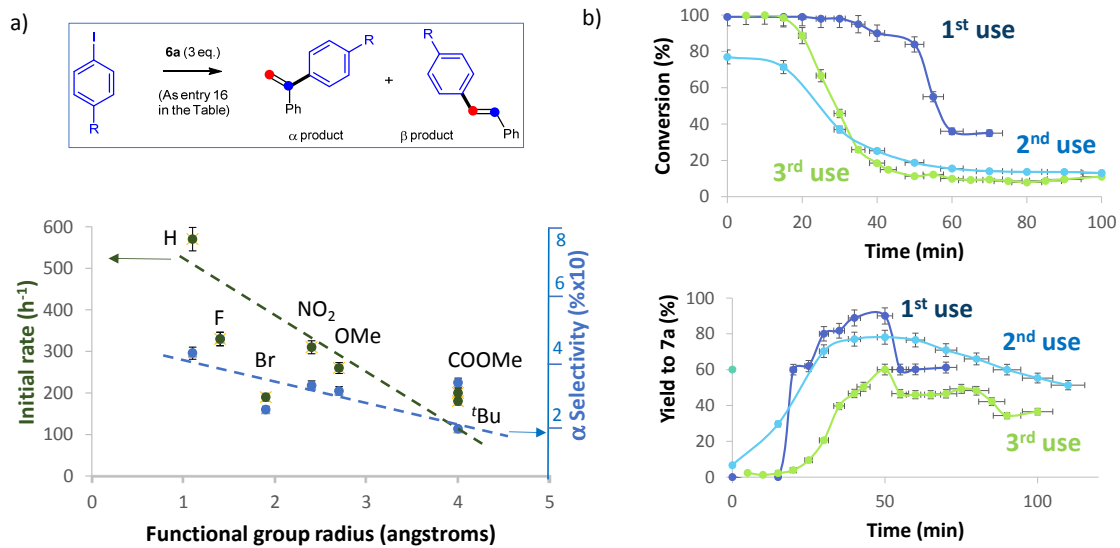 a)
I
R
6a (3 eq.)
(As entry 16
in the Table)
R
Ph
α product
+
R
Ph
β product
Initial rate (h⁻¹)
600
500
400
300
200
100
0
H
F
Br
NO₂
OMe
COOMe
ᵗBu
8
6
4
2
α Selectivity (%x10)
0 1 2 3 4 5
Functional group radius (angstroms)
b)
Conversion (%)
100
80
60
40
20
0
1ˢᵗ use
2ⁿᵈ use
3ʳᵈ use
0 20 40 60 80 100
Time (min)
Yield to 7a (%)
100
80
60
40
20
0
1ˢᵗ use
2ⁿᵈ use
3ʳᵈ use
0 50 100
Time (min)